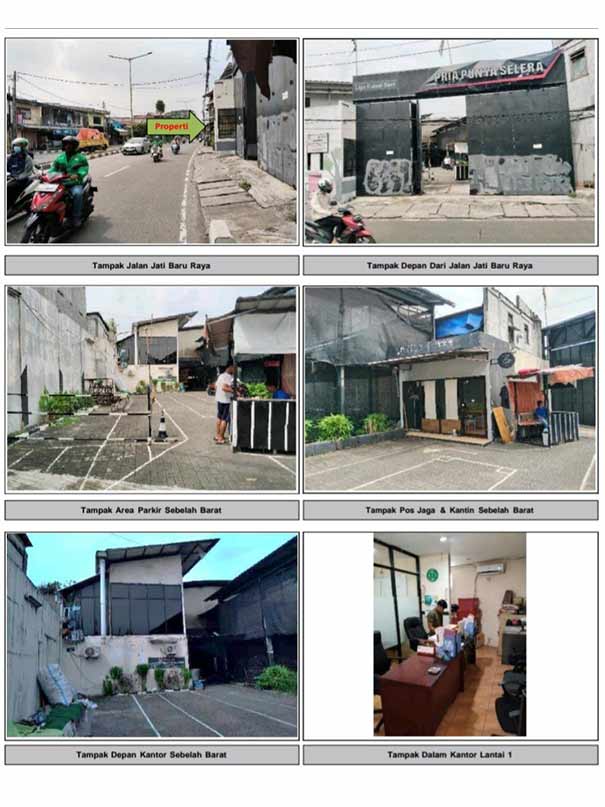 Properti
PRIA PUNYA SELERA
Tampak Jalan Jati Baru Raya
Tampak Depan Dari Jalan Jati Baru Raya
Tampak Area Parkir Sebelah Barat
Tampak Pos Jaga & Kantin Sebelah Barat
Tampak Depan Kantor Sebelah Barat
Tampak Dalam Kantor Lantai 1